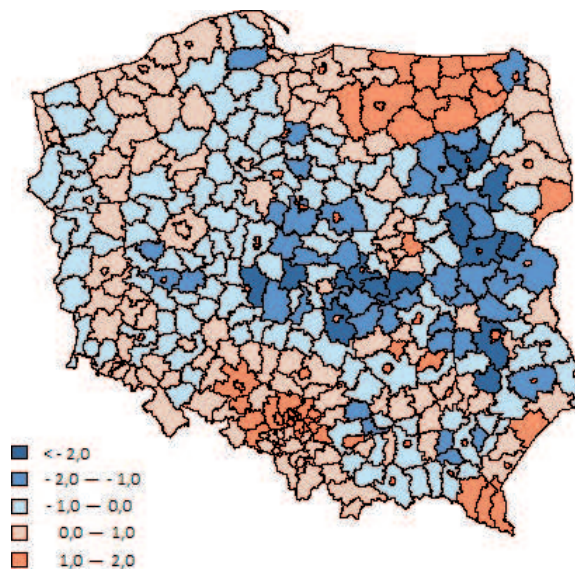 < - 2,0
- 2,0 — - 1,0
- 1,0 — 0,0
0,0 — 1,0
1,0 — 2,0